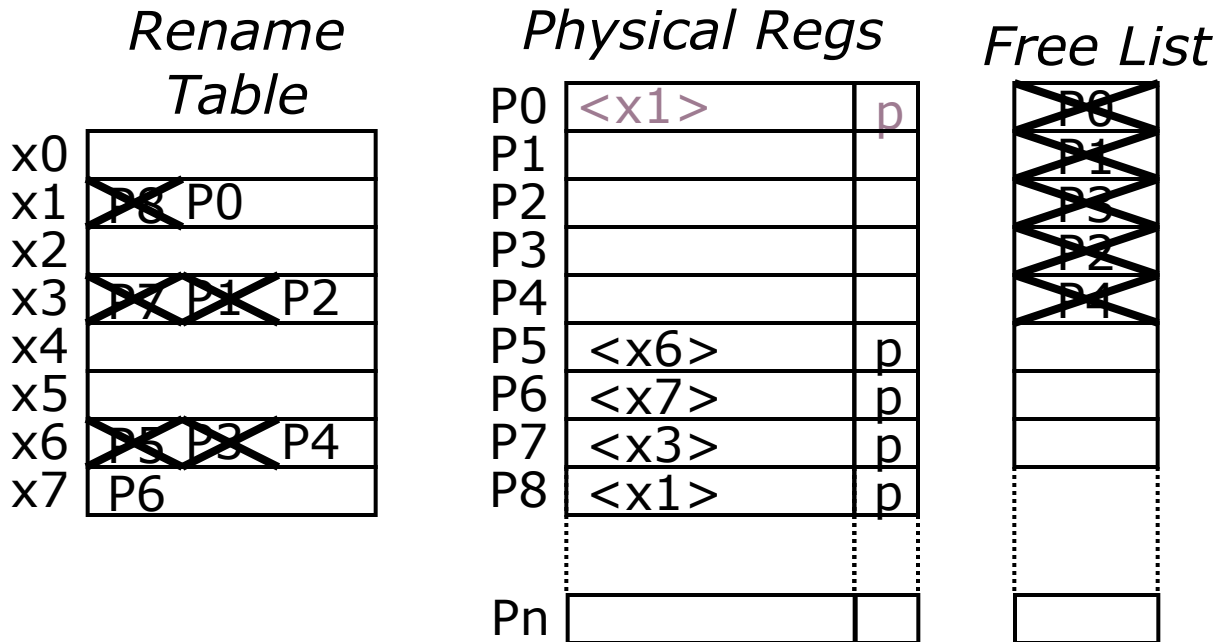 Rename Table
Physical Regs
Free List
x0
x1 P8 P0
x2
x3 P7 P1 P2
x4
x5
x6 P5 P3 P4
x7 P6
P0 <x1> p
P1
P2
P3
P4
P5 <x6> p
P6 <x7> p
P7 <x3> p
P8 <x1> p
Pn
P0
P1
P3
P2
P4